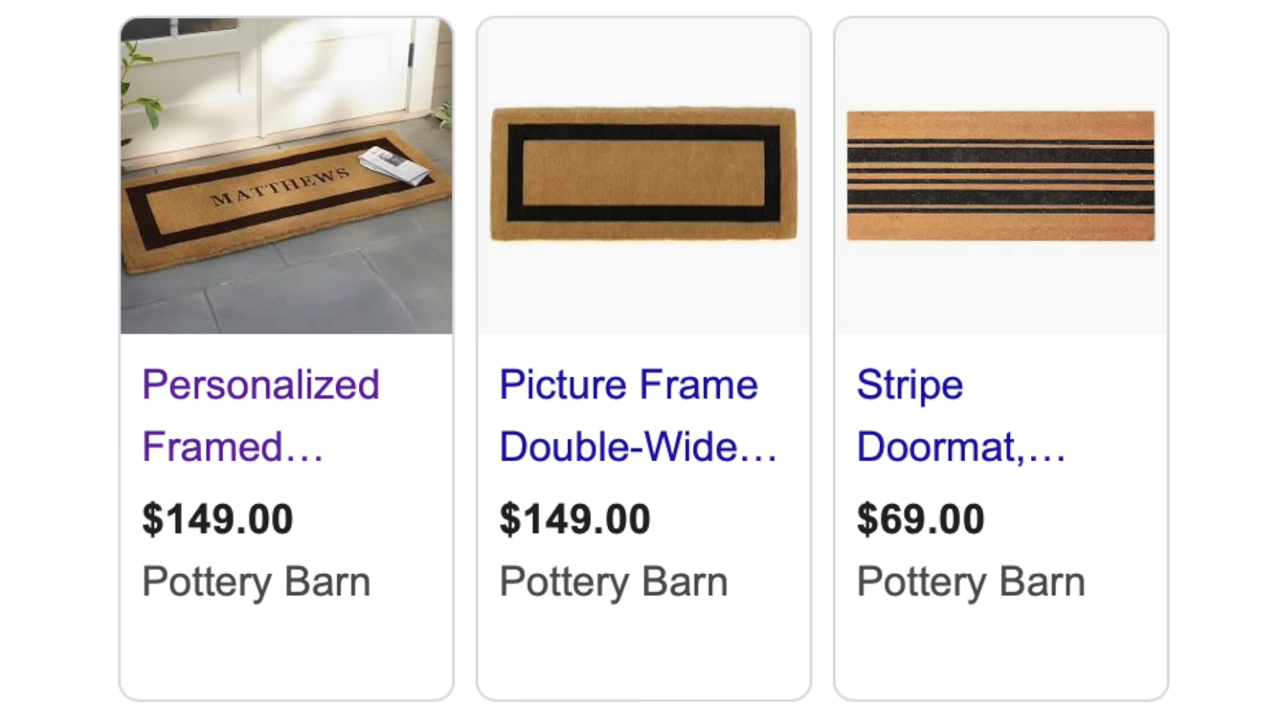 MATTHEWS
Personalized
Framed…
$149.00
Pottery Barn
Picture Frame
Double-Wide…
$149.00
Pottery Barn
Stripe
Doormat,…
$69.00
Pottery Barn